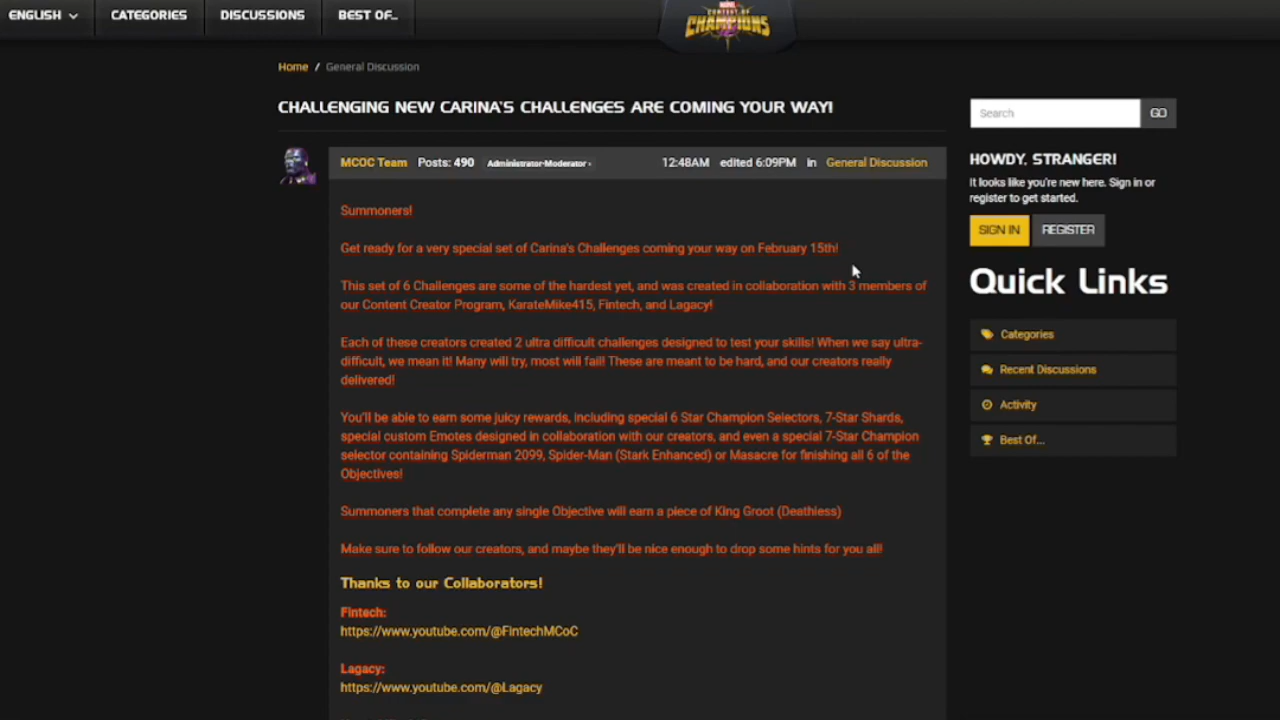 ENGLISH CATEGORIES DISCUSSIONS BEST OF...
MARVEL
CONTEST OF
CHAMPIONS
Home / General Discussion
CHALLENGING NEW CARINA'S CHALLENGES ARE COMING YOUR WAY!
MCOC Team Posts: 490 Administrator-Moderator › 12:48AM edited 6:09PM in General Discussion
Summoners!
Get ready for a very special set of Carina's Challenges coming your way on February 15th!
This set of 6 Challenges are some of the hardest yet, and was created in collaboration with 3 members of
our Content Creator Program, KarateMike415, Fintech, and Lagacy!
Each of these creators created 2 ultra difficult challenges designed to test your skills! When we say ultra-
difficult, we mean it! Many will try, most will fail! These are meant to be hard, and our creators really
delivered!
You'll be able to earn some juicy rewards, including special 6 Star Champion Selectors, 7-Star Shards,
special custom Emotes designed in collaboration with our creators, and even a special 7-Star Champion
selector containing Spiderman 2099, Spider-Man (Stark Enhanced) or Masacre for finishing all 6 of the
Objectives!
Summoners that complete any single Objective will earn a piece of King Groot (Deathless)
Make sure to follow our creators, and maybe they'll be nice enough to drop some hints for you all!
Thanks to our Collaborators!
Fintech:
https://www.youtube.com/@FintechMCoC
Lagacy:
https://www.youtube.com/@Lagacy
Search GO
HOWDY, STRANGER!
It looks like you're new here. Sign in or
register to get started.
SIGN IN REGISTER
Quick Links
Categories
Recent Discussions
Activity
Best Of...